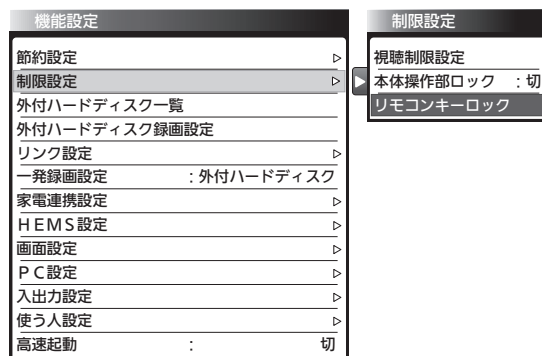 機能設定
節約設定
制限設定
外付ハードディスク一覧
外付ハードディスク録画設定
リンク設定
一発録画設定 ：外付ハードディスク
家電連携設定
ＨＥＭＳ設定
画面設定
ＰＣ設定
入出力設定
使う人設定
高速起動 ： 切
制限設定
視聴制限設定
本体操作部ロック ：切
リモコンキーロック